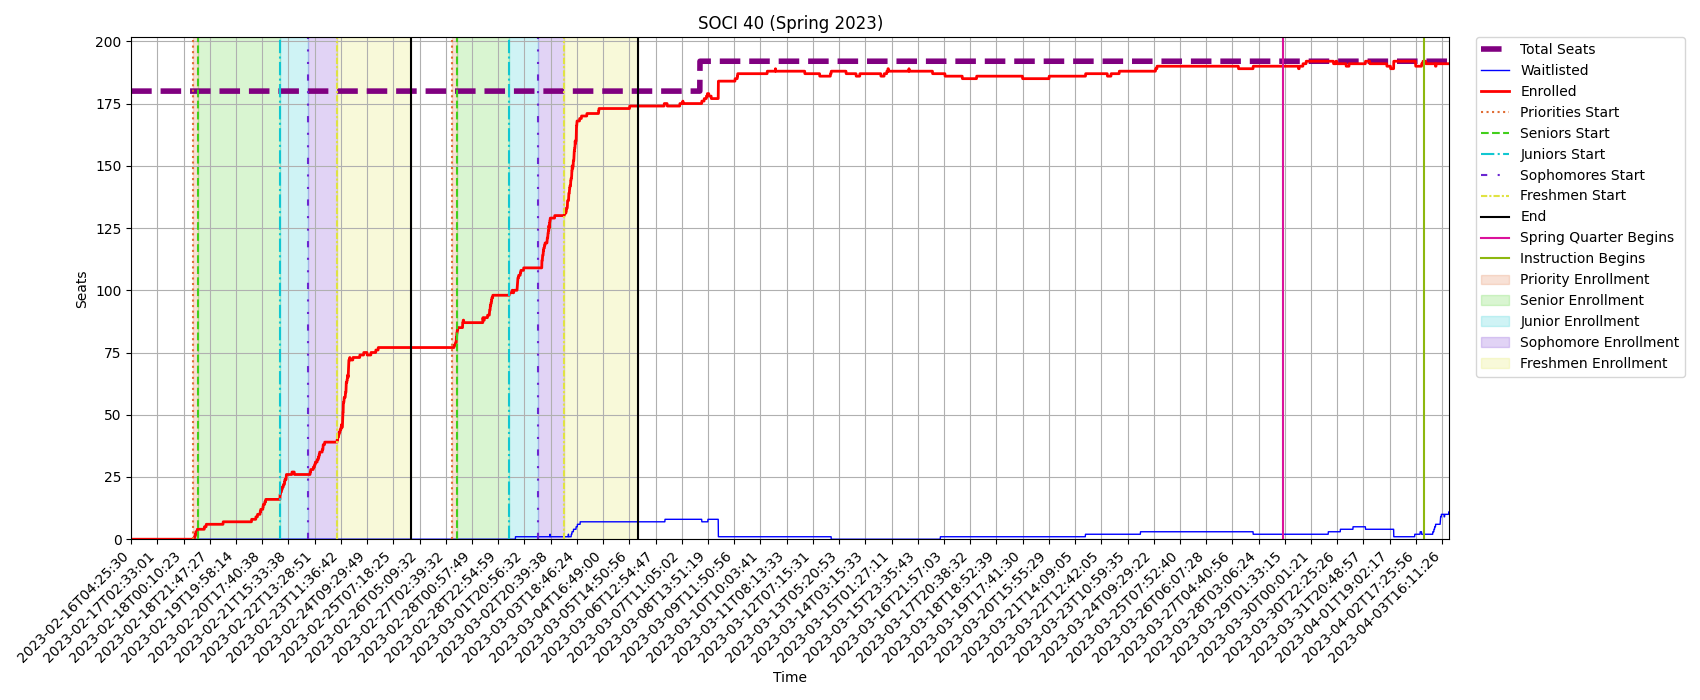 SOCI 40 (Spring 2023)
200
175
150
125
100
75
50
25
0
Seats
2023-02-16T04:25:30
2023-02-17T02:33:01
2023-02-18T00:10:23
2023-02-18T21:47:27
2023-02-19T19:58:14
2023-02-20T17:40:38
2023-02-21T15:33:38
2023-02-22T13:28:51
2023-02-23T11:36:42
2023-02-24T09:29:49
2023-02-25T07:18:25
2023-02-26T05:09:32
2023-02-27T02:39:32
2023-02-28T00:57:49
2023-02-28T22:54:59
2023-03-01T20:56:32
2023-03-02T20:39:38
2023-03-03T18:46:24
2023-03-04T16:49:00
2023-03-05T14:50:56
2023-03-06T12:54:47
2023-03-07T11:05:02
2023-03-08T13:51:19
2023-03-09T11:50:56
2023-03-10T10:03:41
2023-03-11T08:13:33
2023-03-12T07:15:31
2023-03-13T05:20:53
2023-03-14T03:15:33
2023-03-15T01:27:11
2023-03-15T23:35:43
2023-03-16T21:57:03
2023-03-17T20:38:32
2023-03-18T18:52:39
2023-03-19T17:41:30
2023-03-20T15:55:29
2023-03-21T14:09:05
2023-03-22T12:42:05
2023-03-23T10:59:35
2023-03-24T09:29:22
2023-03-25T07:52:40
2023-03-26T06:07:28
2023-03-27T04:40:56
2023-03-28T03:06:24
2023-03-29T01:33:15
2023-03-30T00:01:21
2023-03-30T22:25:26
2023-03-31T20:48:57
2023-04-01T19:02:17
2023-04-02T17:25:56
2023-04-03T16:11:26
Time
Total Seats
Waitlisted
Enrolled
Priorities Start
Seniors Start
Juniors Start
Sophomores Start
Freshmen Start
End
Spring Quarter Begins
Instruction Begins
Priority Enrollment
Senior Enrollment
Junior Enrollment
Sophomore Enrollment
Freshmen Enrollment